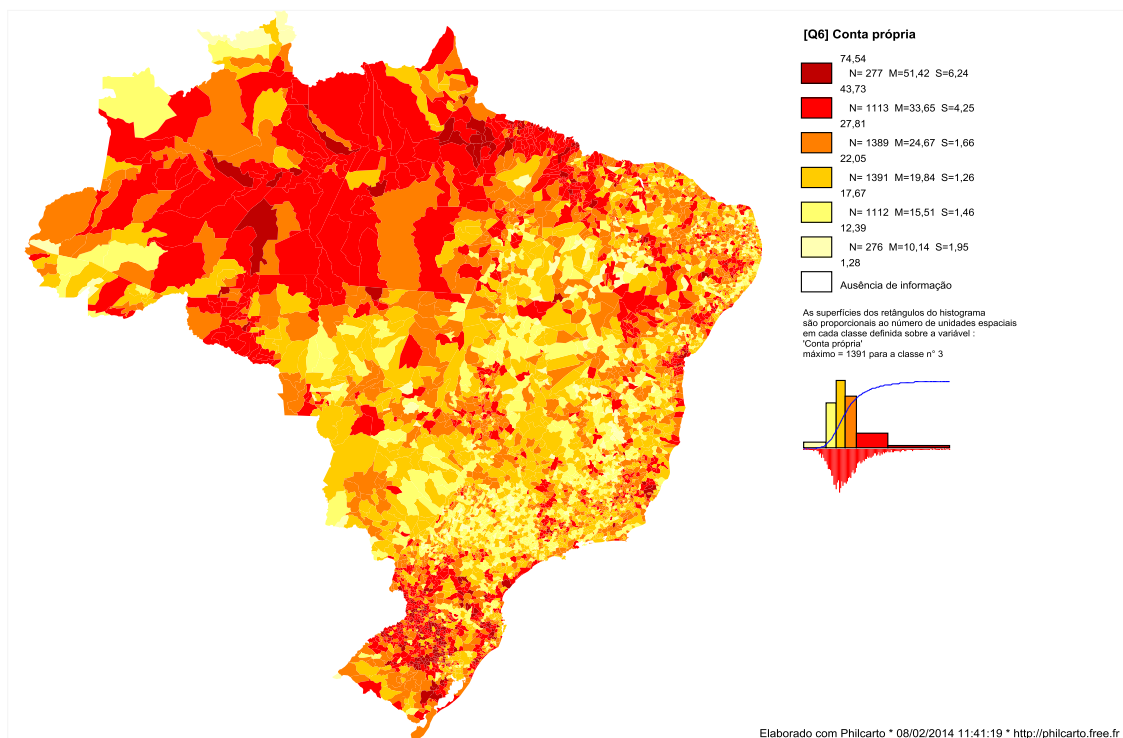 [Q6] Conta própria
74,54
N= 277 M=51,42 S=6,24
43,73
N= 1113 M=33,65 S=4,25
27,81
N= 1389 M=24,67 S=1,66
22,05
N= 1391 M=19,84 S=1,26
17,67
N= 1112 M=15,51 S=1,46
12,39
N= 276 M=10,14 S=1,95
1,28
Ausência de informação
As superfícies dos retângulos do histograma
são proporcionais ao número de unidades espaciais
em cada classe definida sobre a variável :
'Conta própria'
máximo = 1391 para a classe n° 3
Elaborado com Philcarto * 08/02/2014 11:41:19 * http://philcarto.free.fr